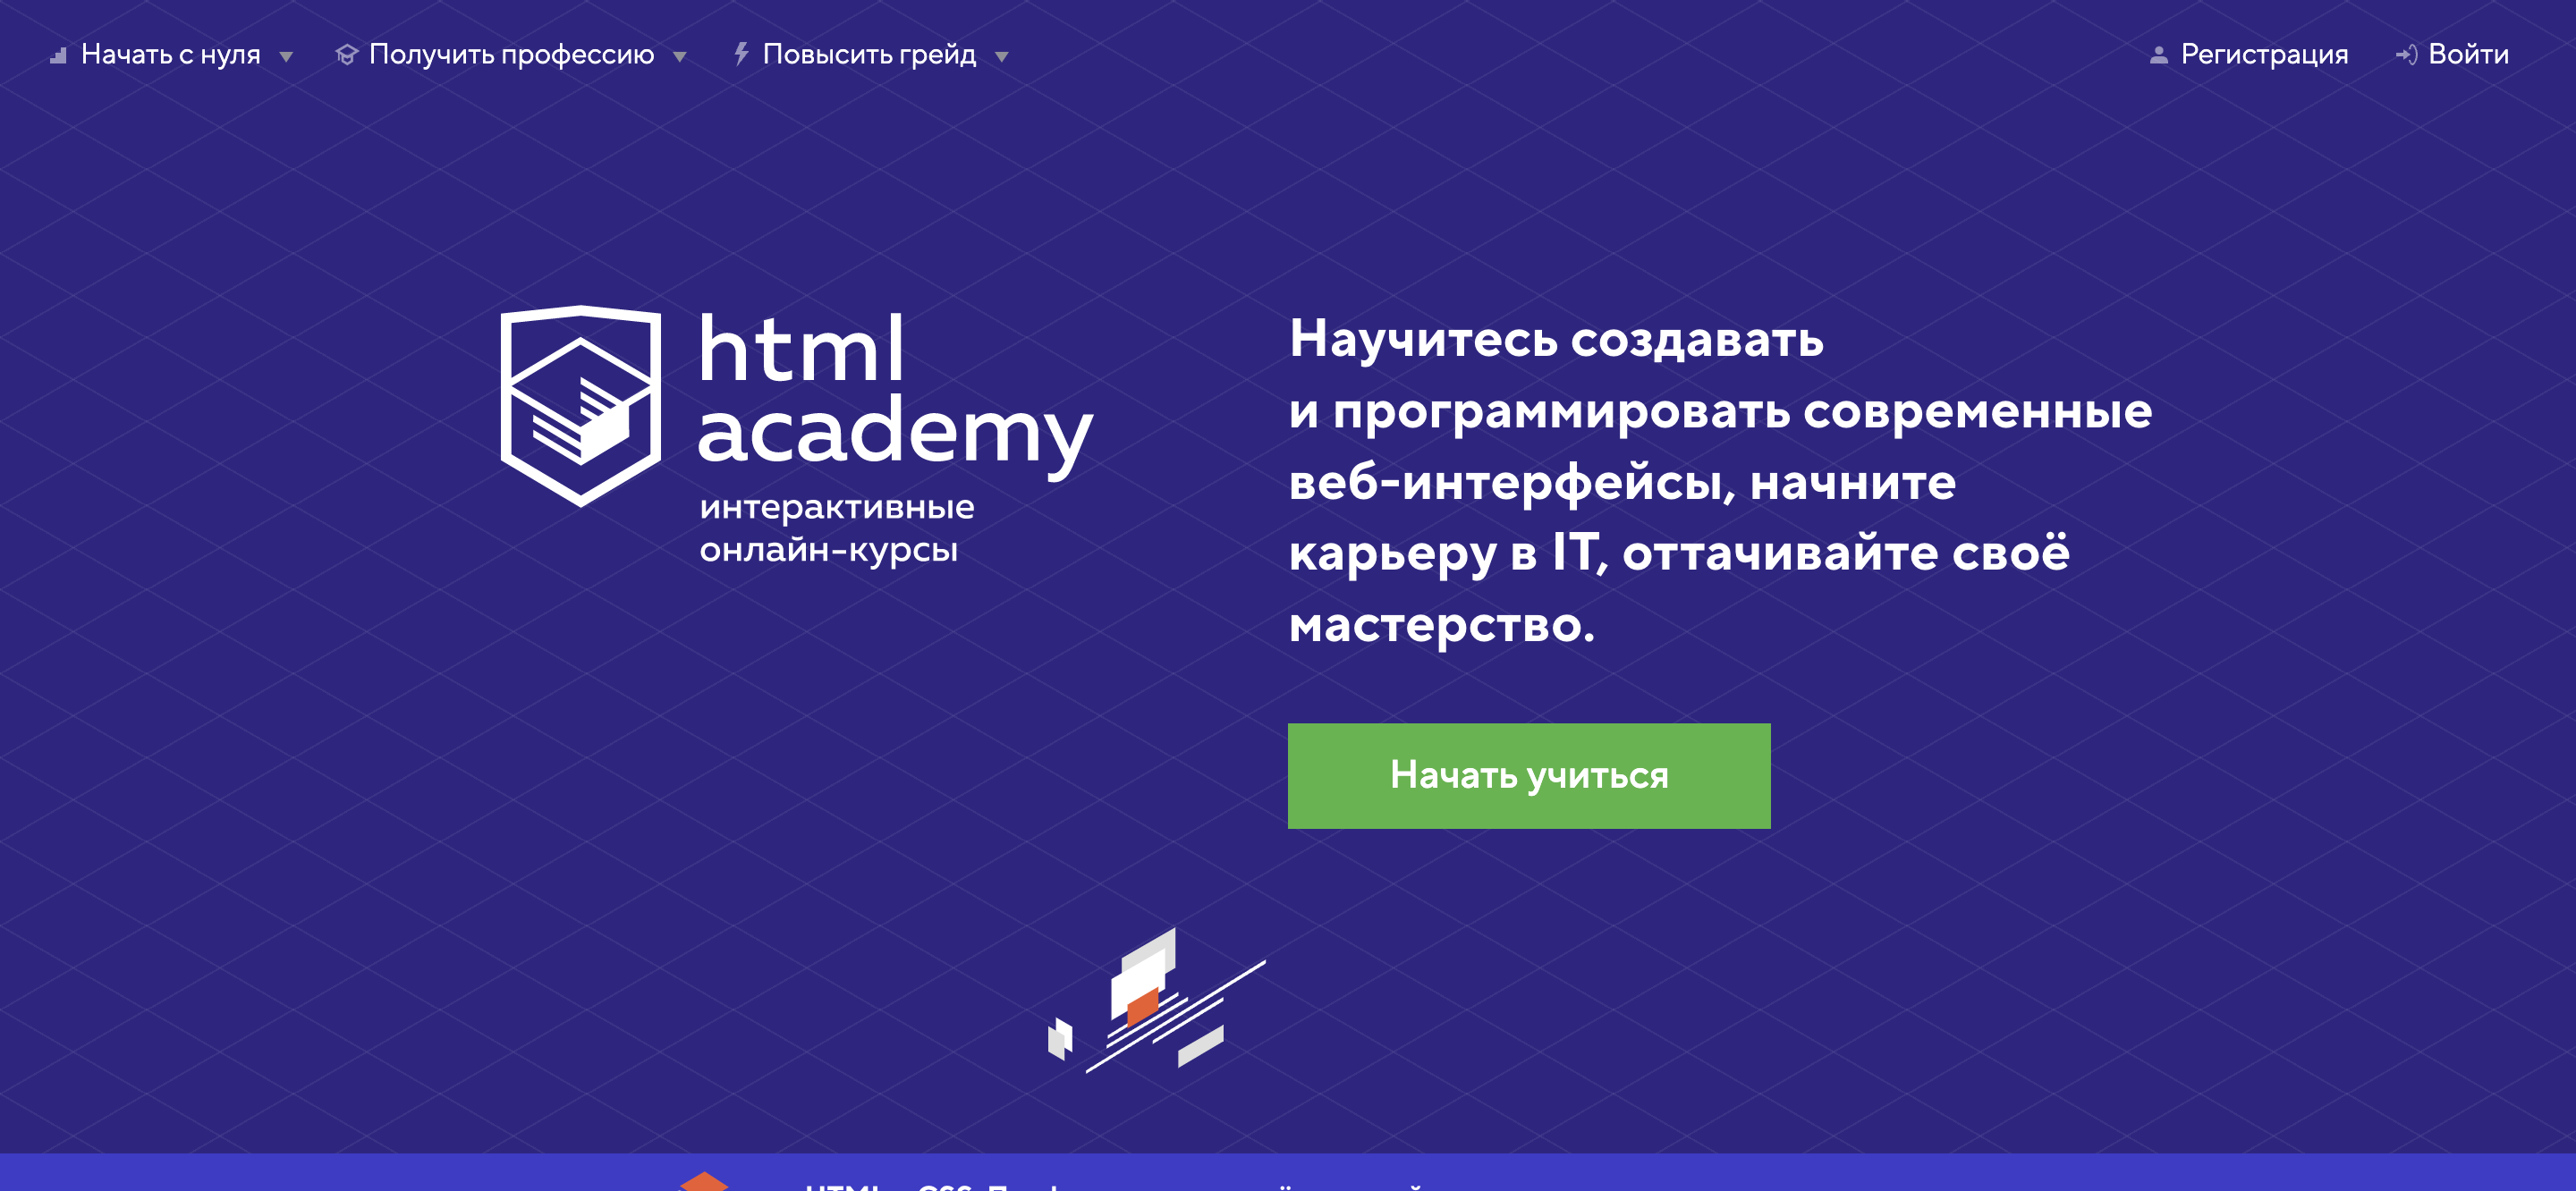 Начать с нуля
Получить профессию
Повысить грейд
Регистрация
Войти
html
academy
интерактивные
онлайн-курсы
Научитесь создавать
и программировать современные
веб-интерфейсы, начните
карьеру в IT, оттачивайте своё
мастерство.
Начать учиться